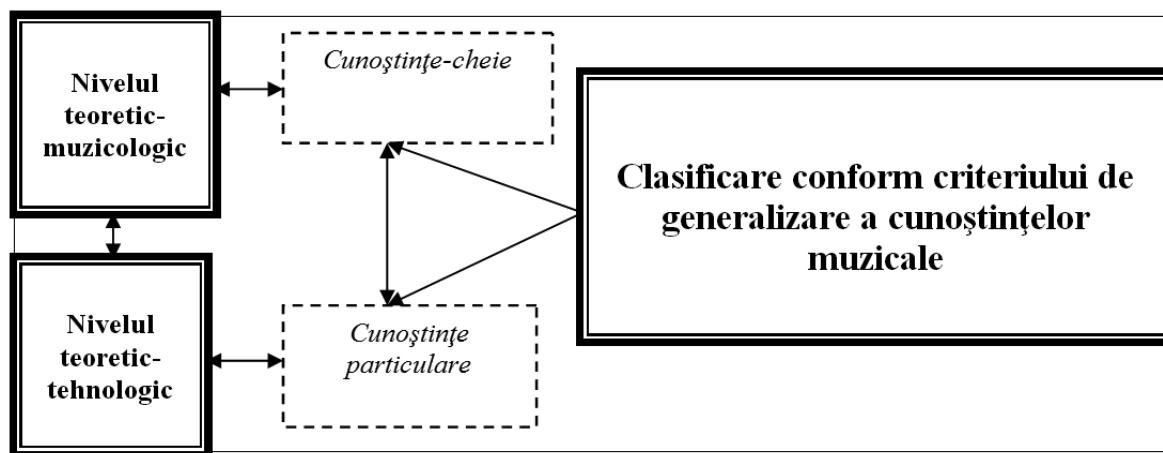 Nivelul
teoretic-
muzicologic
Cunoştinţe-cheie
Clasificare conform criteriului de
generalizare a cunoştinţelor
muzicale
Nivelul
teoretic-
tehnologic
Cunoştinţe
particulare